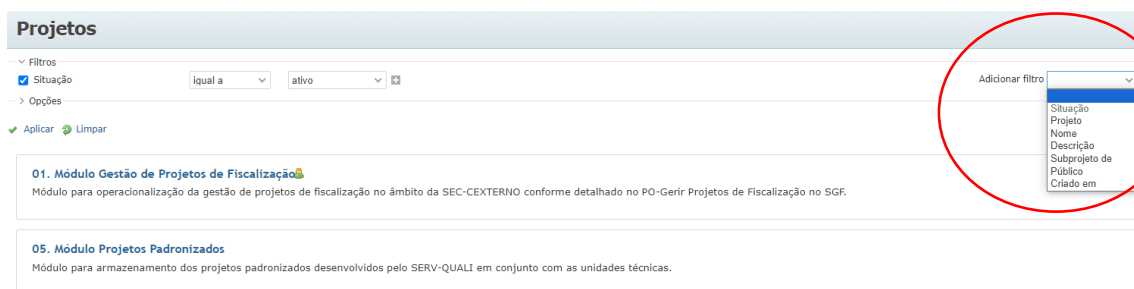 Projetos
Filtros
Situação igual a ativo Adicionar filtro
Situação
Projeto
Nome
Descrição
Subprojeto de
Público
Criado em
Opções
Aplicar Limpar
01. Módulo Gestão de Projetos de Fiscalização
Módulo para operacionalização da gestão de projetos de fiscalização no âmbito da SEC-CEXTERNO conforme detalhado no PO-Gerir Projetos de Fiscalização no SGF.
05. Módulo Projetos Padronizados
Módulo para armazenamento dos projetos padronizados desenvolvidos pelo SERV-QUALI em conjunto com as unidades técnicas.